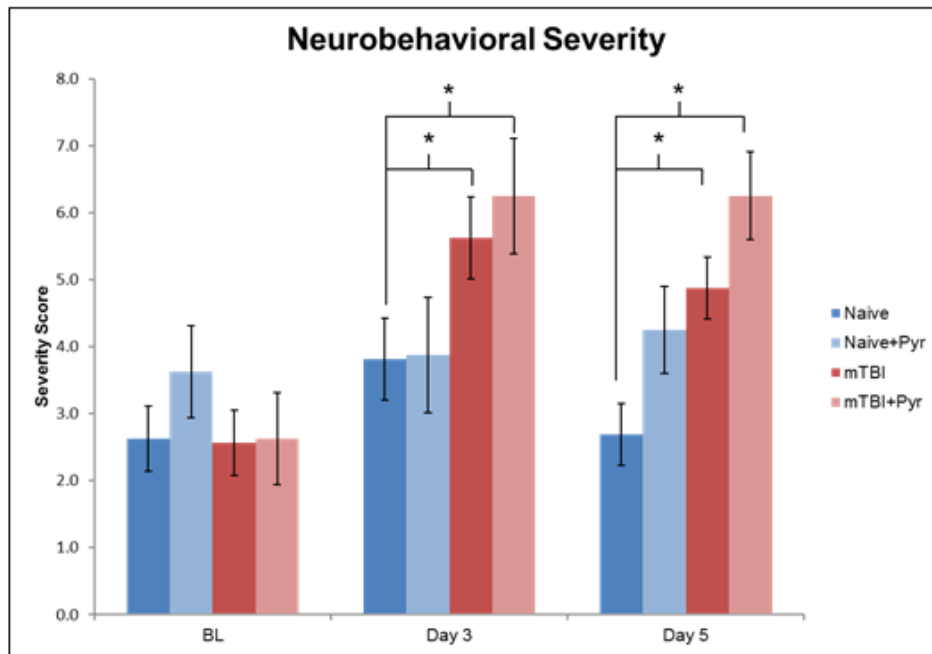 Neurobehavioral Severity
8.0
7.0
6.0
5.0
4.0
3.0
2.0
1.0
0.0
Severity Score
* *
* *
BL Day 3 Day 5
Naive
Naive+Pyr
mTBI
mTBI+Pyr